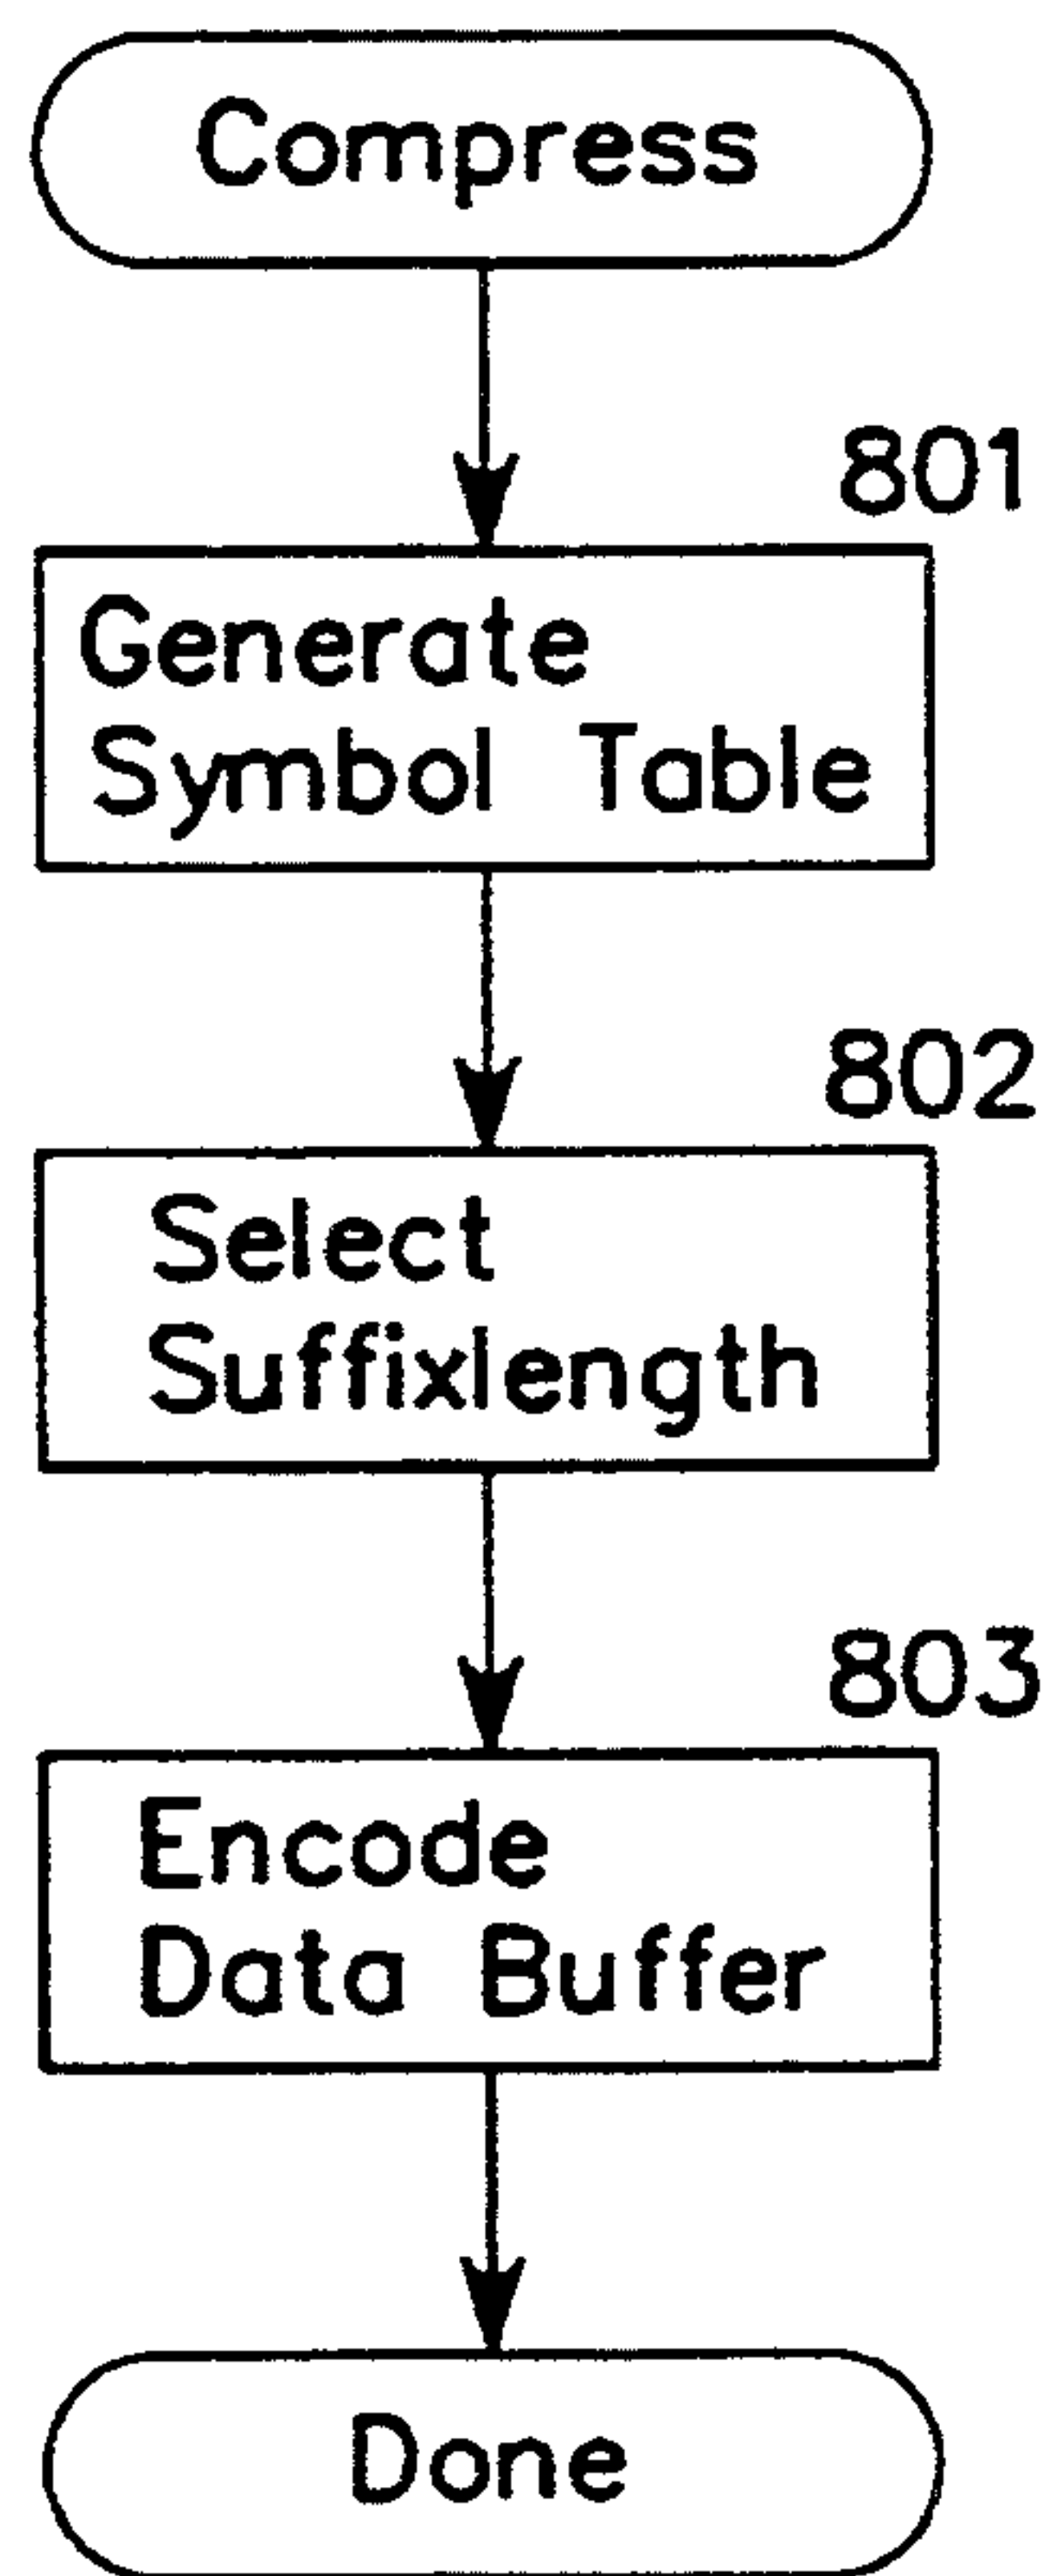 Compress
801
Generate
Symbol Table
802
Select
Suffixlength
803
Encode
Data Buffer
Done